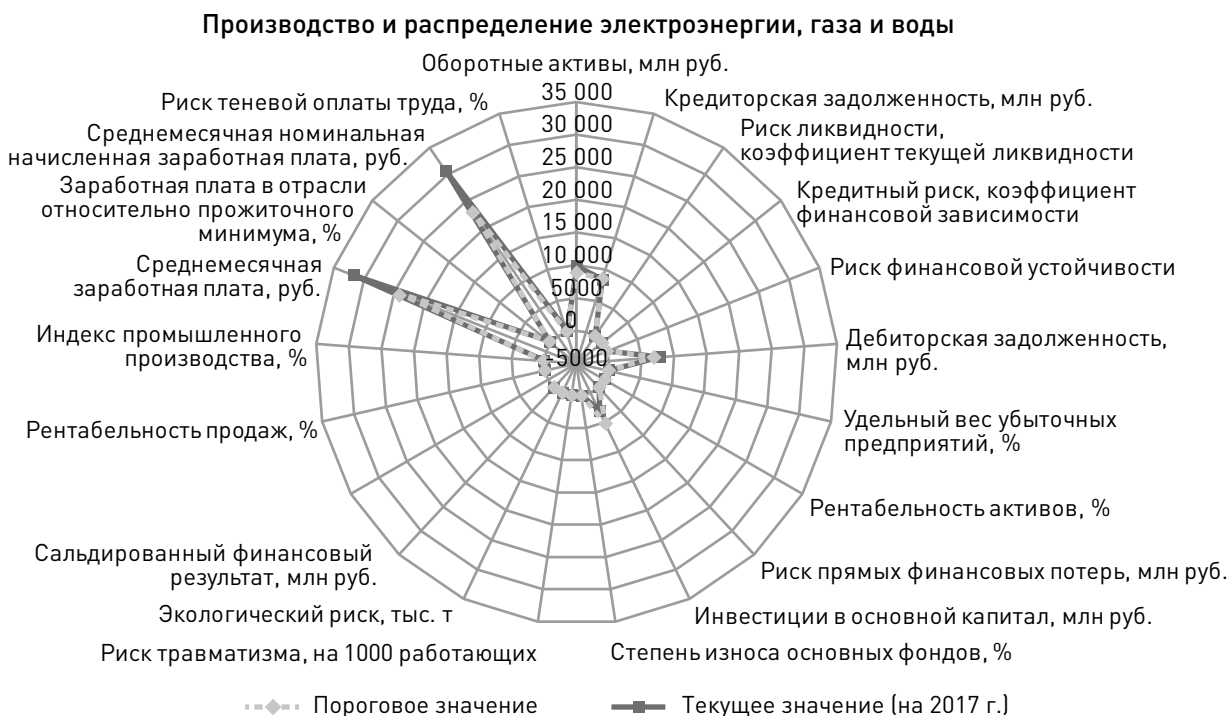 Производство и распределение электроэнергии, газа и воды
Оборотные активы, млн руб.
35 000
30 000
25 000
20 000
15 000
10 000
5000
0
-5000
Кредиторская задолженность, млн руб.
Риск ликвидности,
коэффициент текущей ликвидности
Кредитный риск, коэффициент
финансовой зависимости
Риск финансовой устойчивости
Дебиторская задолженность,
млн руб.
Удельный вес убыточных
предприятий, %
Рентабельность активов, %
Риск прямых финансовых потерь, млн руб.
Инвестиции в основной капитал, млн руб.
Степень износа основных фондов, %
Риск травматизма, на 1000 работающих
Экологический риск, тыс. т
Сальдированный финансовый
результат, млн руб.
Рентабельность продаж, %
Индекс промышленного
производства, %
Среднемесячная
заработная плата, руб.
Заработная плата в отрасли
относительно прожиточного
минимума, %
Среднемесячная номинальная
начисленная заработная плата, руб.
Риск теневой оплаты труда, %
Пороговое значение
Текущее значение (на 2017 г.)